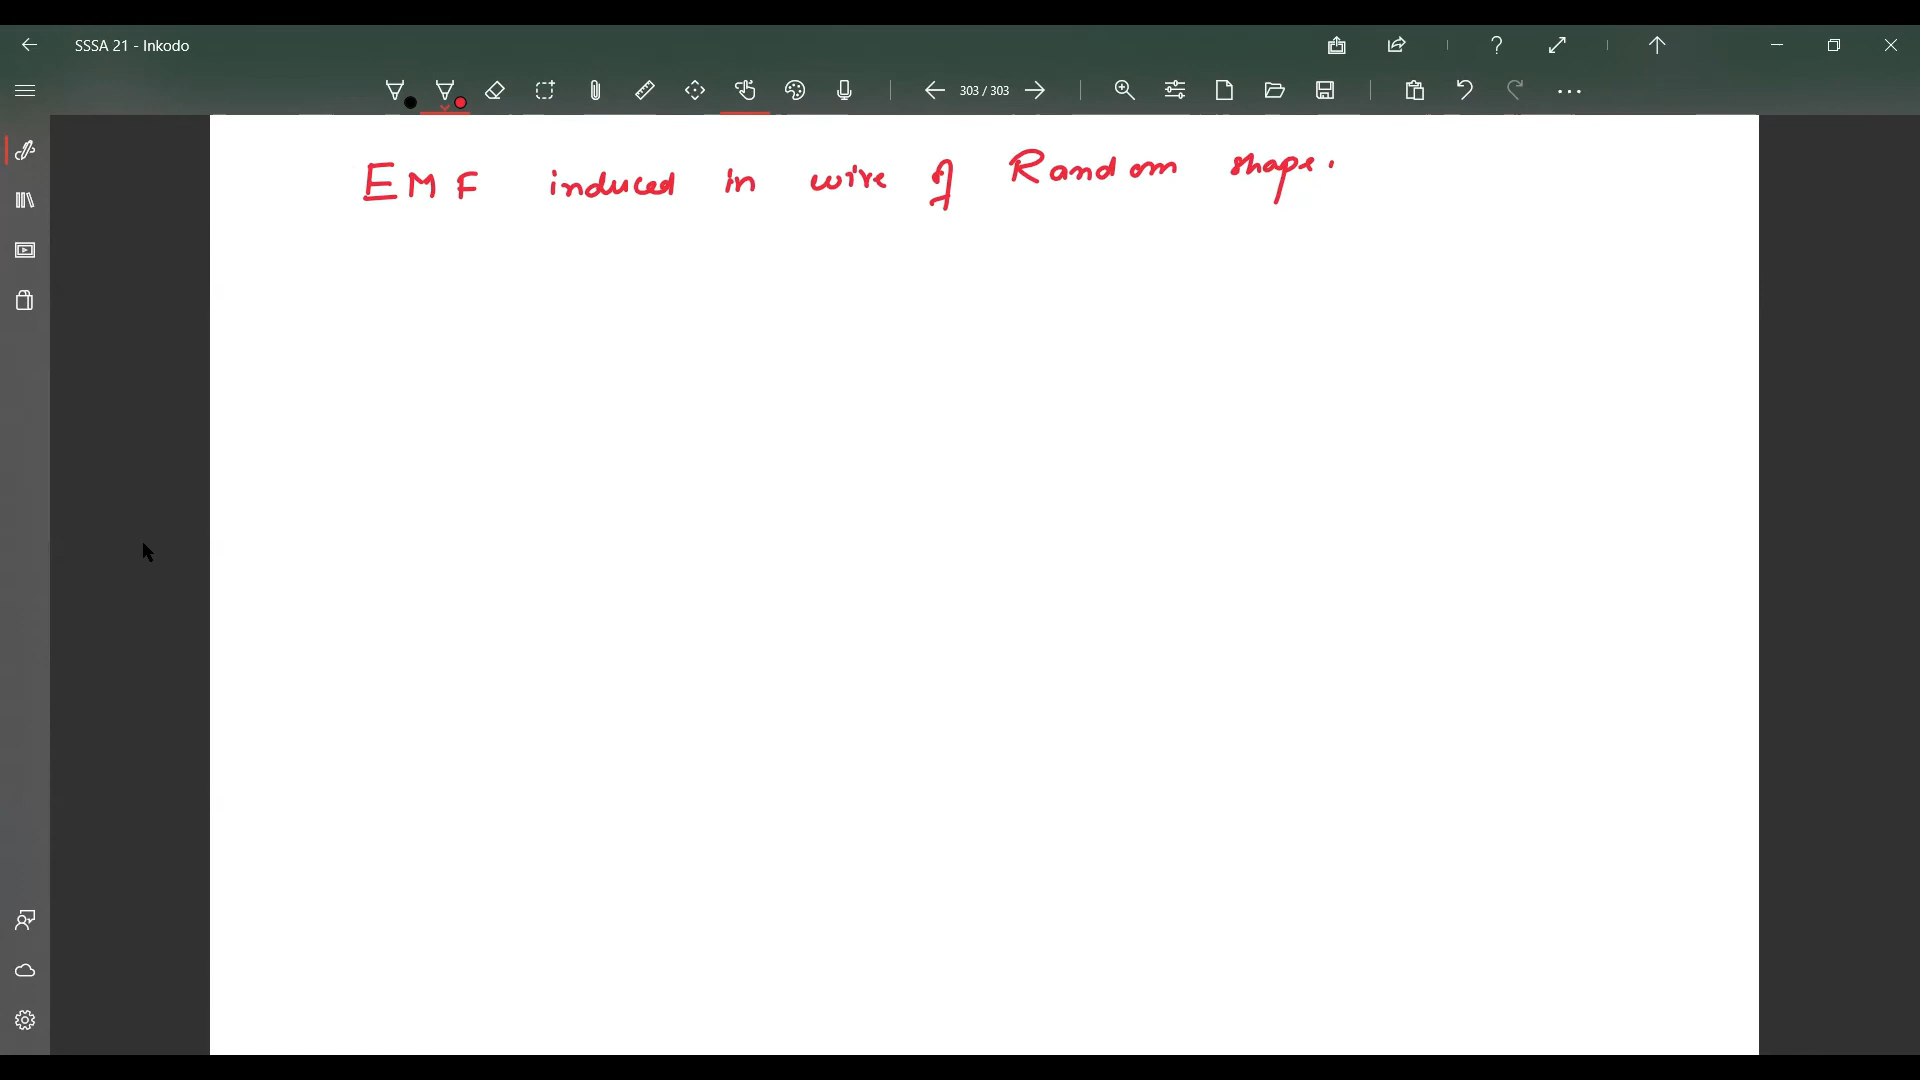 SSSA 21 - Inkodo
303 / 303
EMF induced in wire of Random shape.